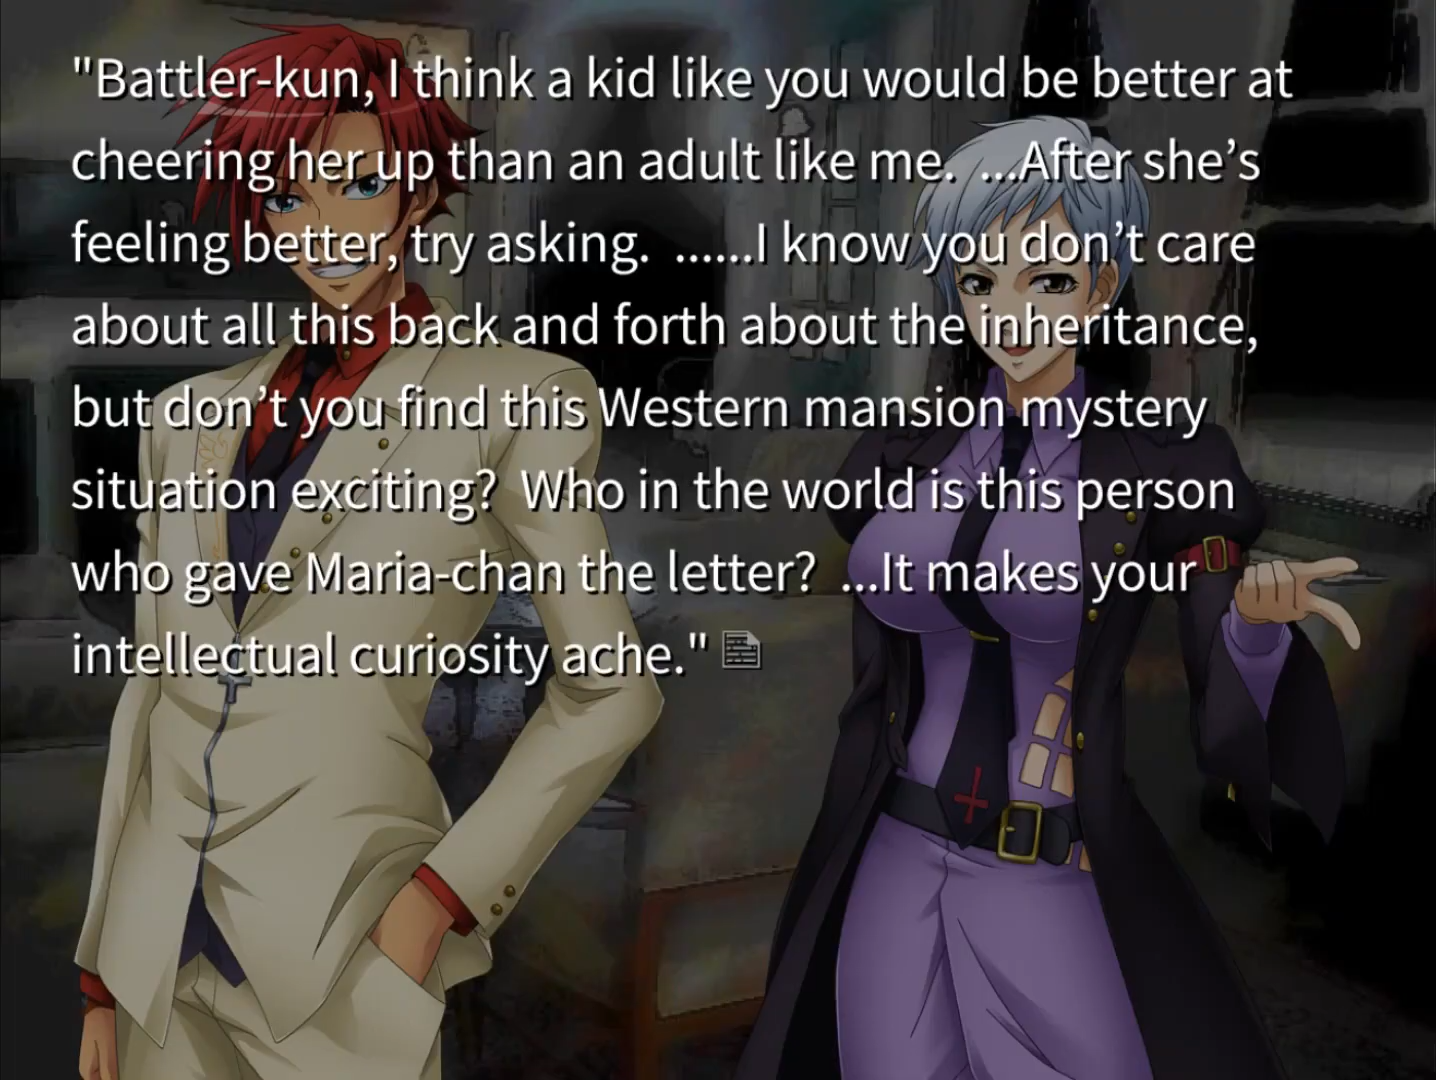 "Battler-kun, I think a kid like you would be better at
cheering her up than an adult like me.  ...After she’s
feeling better, try asking.  ......I know you don’t care
about all this back and forth about the inheritance,
but don’t you find this Western mansion mystery
situation exciting?  Who in the world is this person
who gave Maria-chan the letter?  ...It makes your
intellectual curiosity ache."